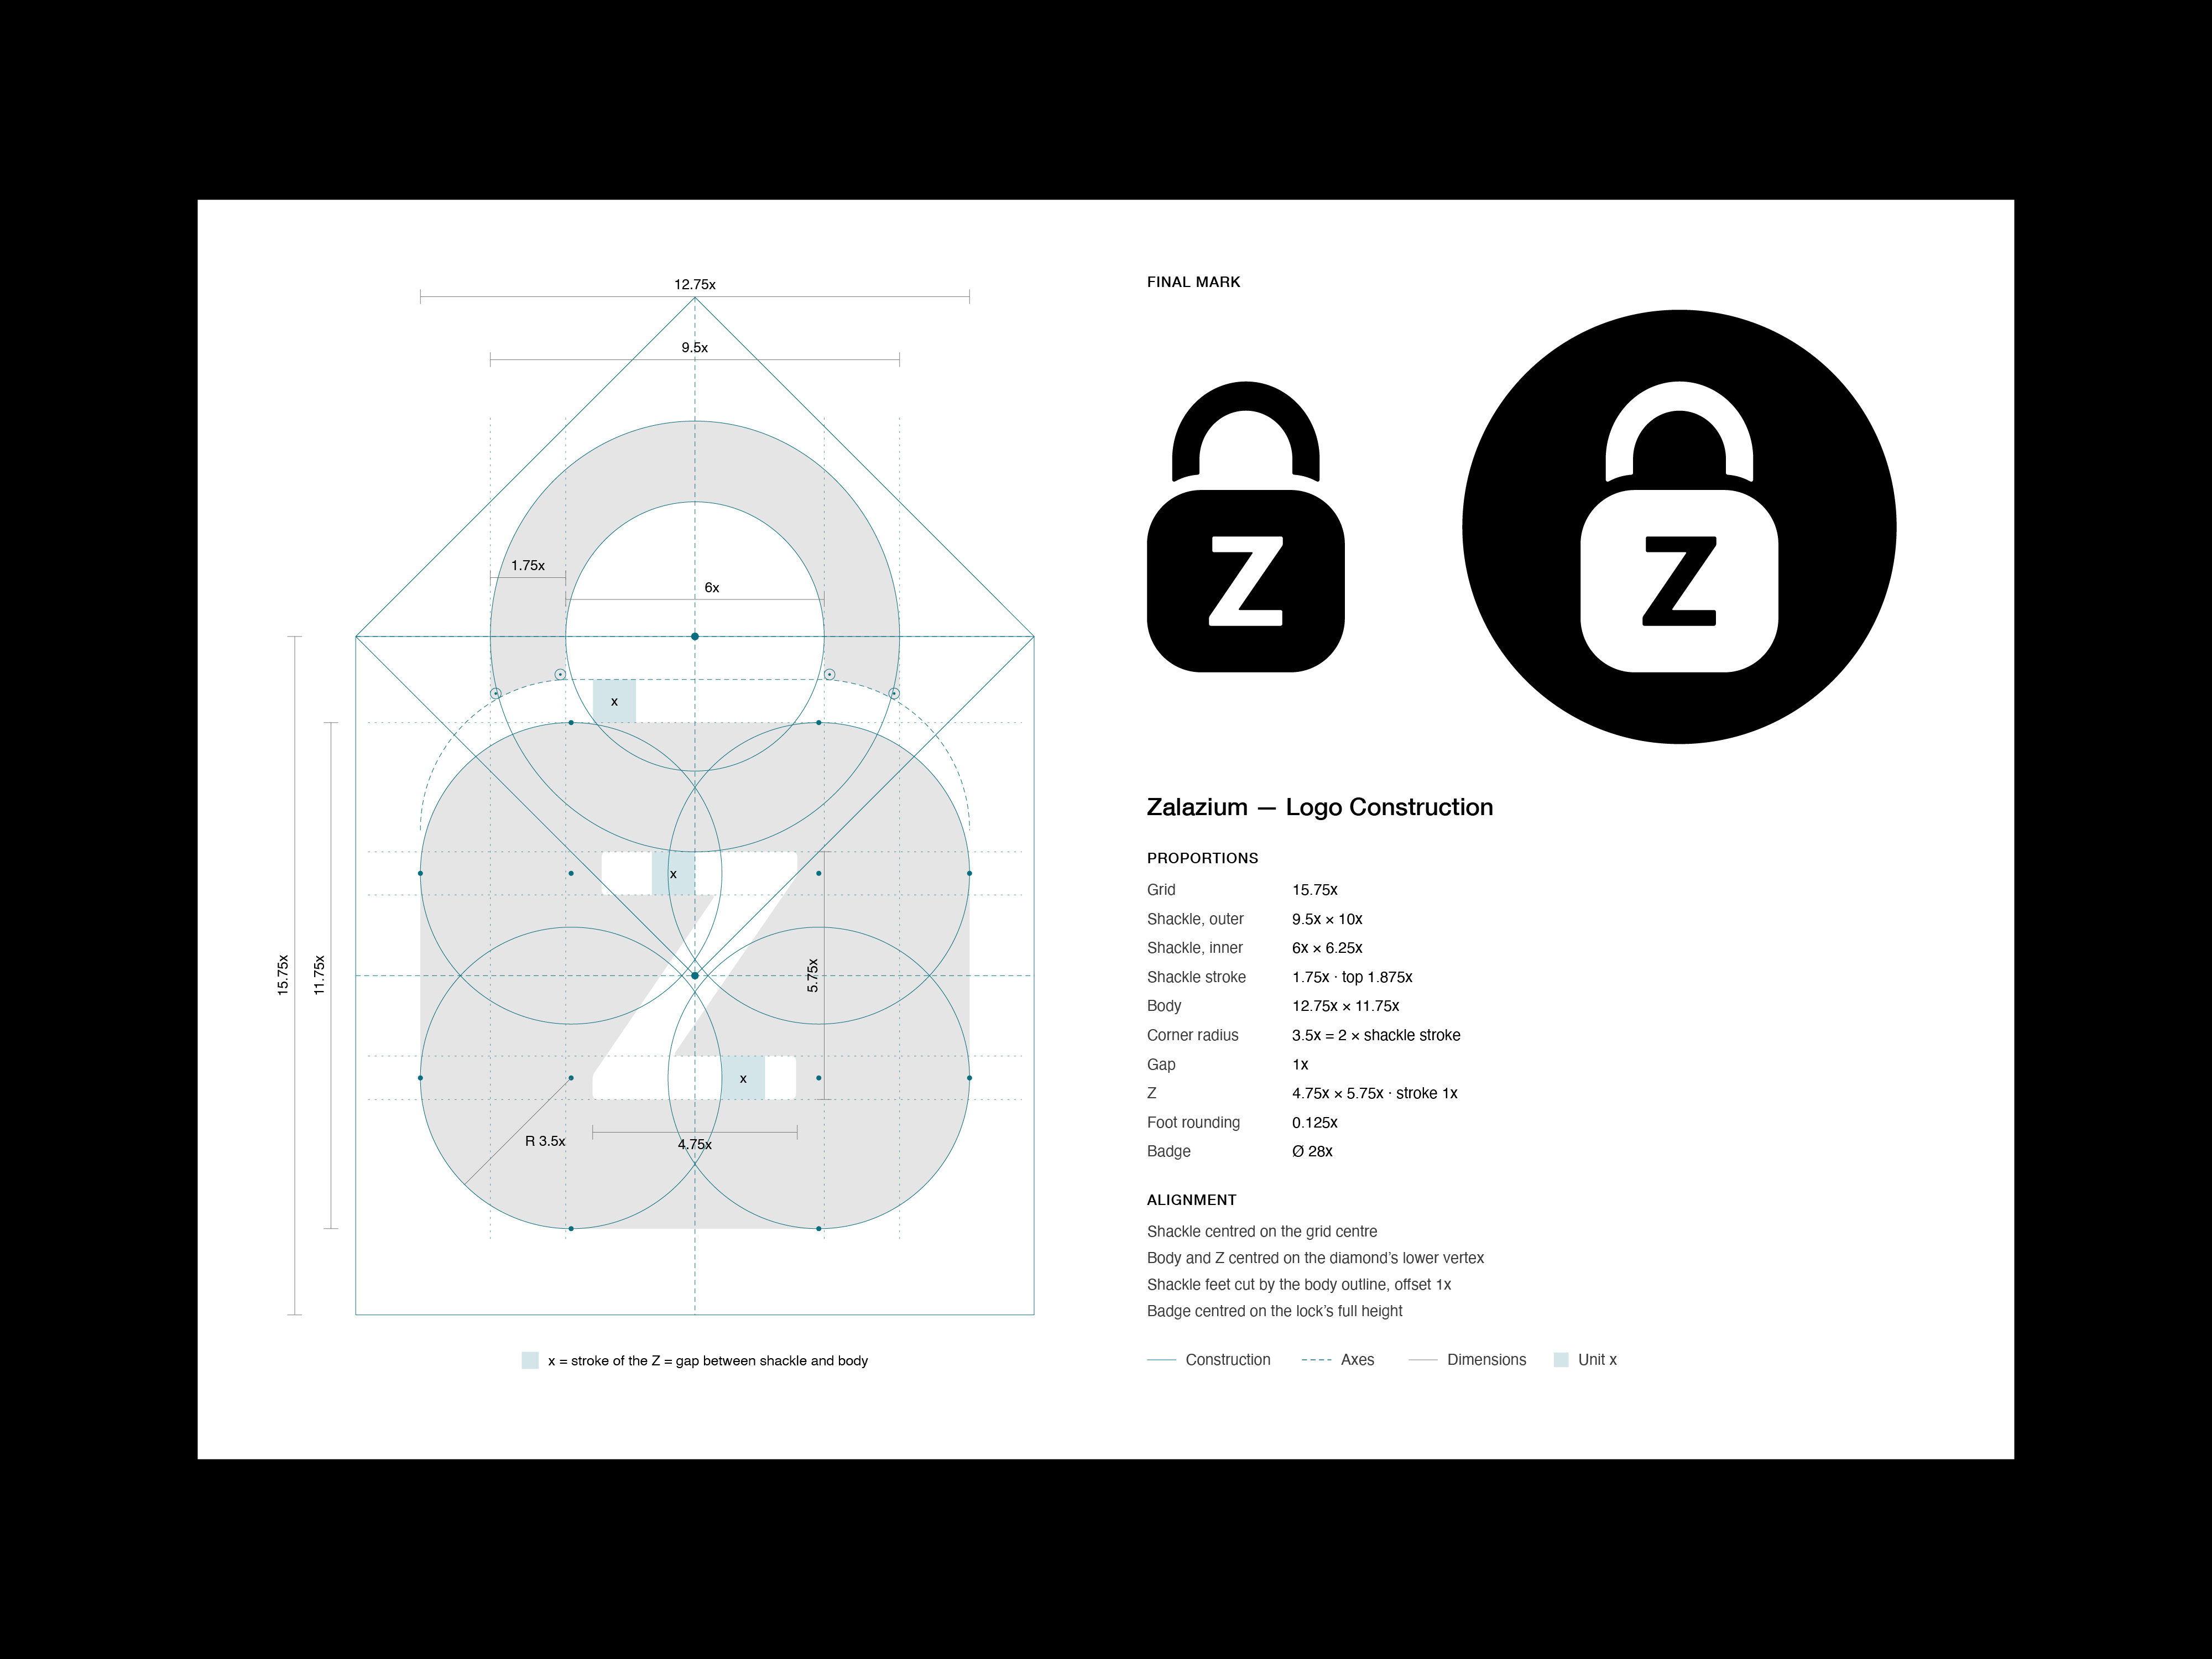 12.75x
9.5x
1.75x
6x
x
x
15.75x
11.75x
5.75x
x
R 3.5x
4.75x
x = stroke of the Z = gap between shackle and body
FINAL MARK
Z
Z
Zalazium — Logo Construction
PROPORTIONS
Grid 15.75x
Shackle, outer 9.5x × 10x
Shackle, inner 6x × 6.25x
Shackle stroke 1.75x · top 1.875x
Body 12.75x × 11.75x
Corner radius 3.5x = 2 × shackle stroke
Gap 1x
Z 4.75x × 5.75x · stroke 1x
Foot rounding 0.125x
Badge Ø 28x
ALIGNMENT
Shackle centred on the grid centre
Body and Z centred on the diamond’s lower vertex
Shackle feet cut by the body outline, offset 1x
Badge centred on the lock’s full height
Construction Axes Dimensions Unit x